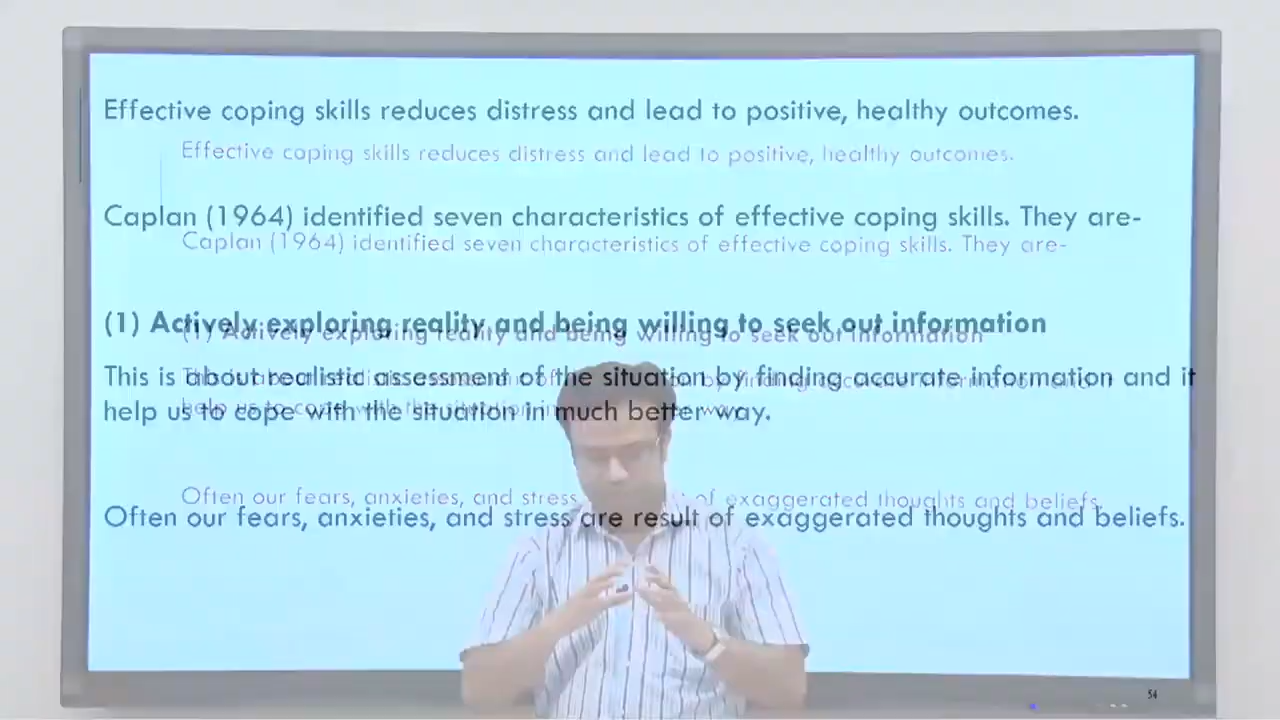 Effective coping skills reduces distress and lead to positive, healthy outcomes.
Caplan (1964) identified seven characteristics of effective coping skills. They are-
(1) Actively exploring reality and being willing to seek out information
This is about realistic assessment of the situation by finding accurate information and it
help us to cope with the situation in much better way.
Often our fears, anxieties, and stress are result of exaggerated thoughts and beliefs.
54